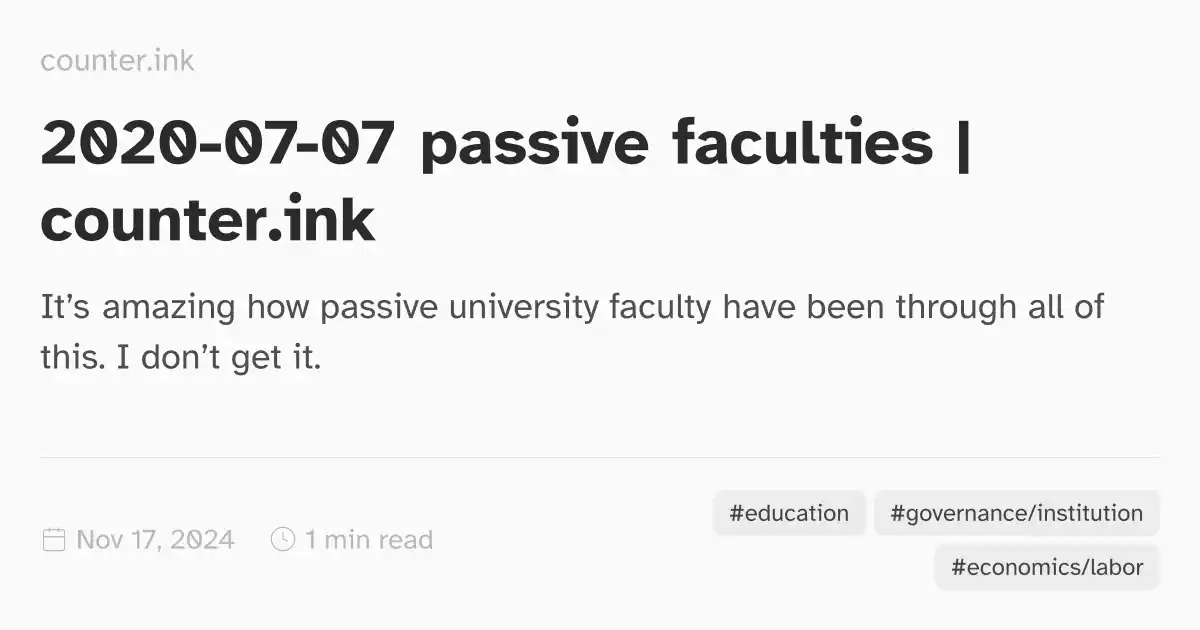 counter.ink
2020-07-07 passive faculties |
counter.ink
It’s amazing how passive university faculty have been through all of
this. I don’t get it.
Nov 17, 2024 1 min read
#education #governance/institution
#economics/labor